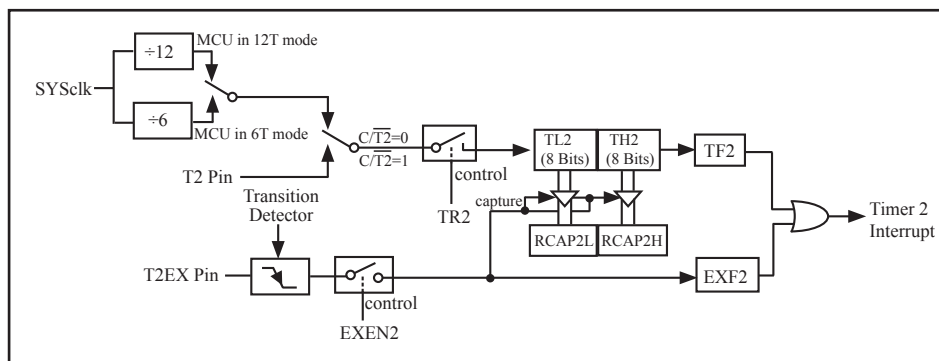 ÷12
MCU in 12T mode
SYSclk
÷6
MCU in 6T mode
C/T2=0
C/T2=1
T2 Pin
control
TR2
TL2
(8 Bits)
TH2
(8 Bits)
TF2
capture
RCAP2L
RCAP2H
Timer 2
Interrupt
Transition
Detector
T2EX Pin
control
EXEN2
EXF2